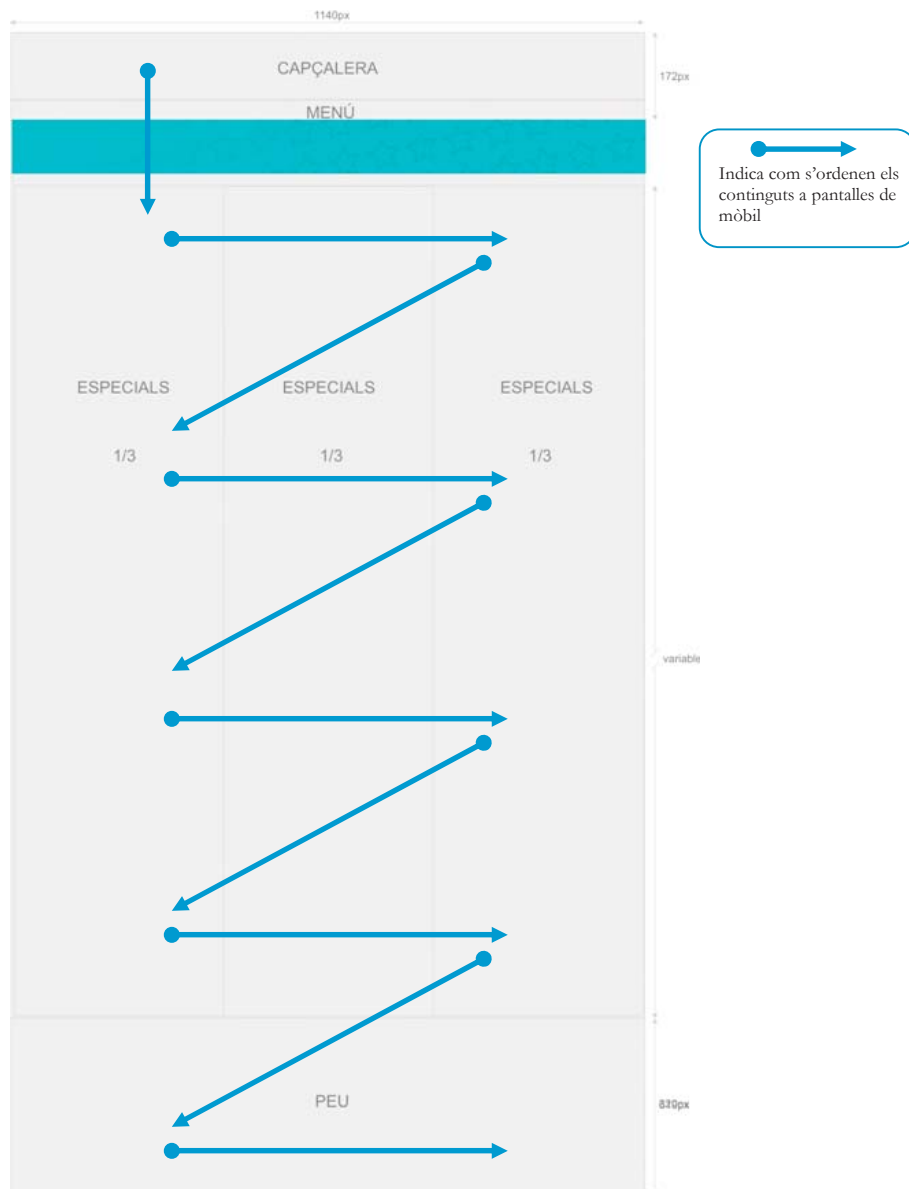 1140px
CAPÇALERA
172px
MENÚ
Indica com s'ordenen els
continguts a pantalles de
mòbil
ESPECIALS ESPECIALS ESPECIALS
1/3 1/3 1/3
variable
PEU